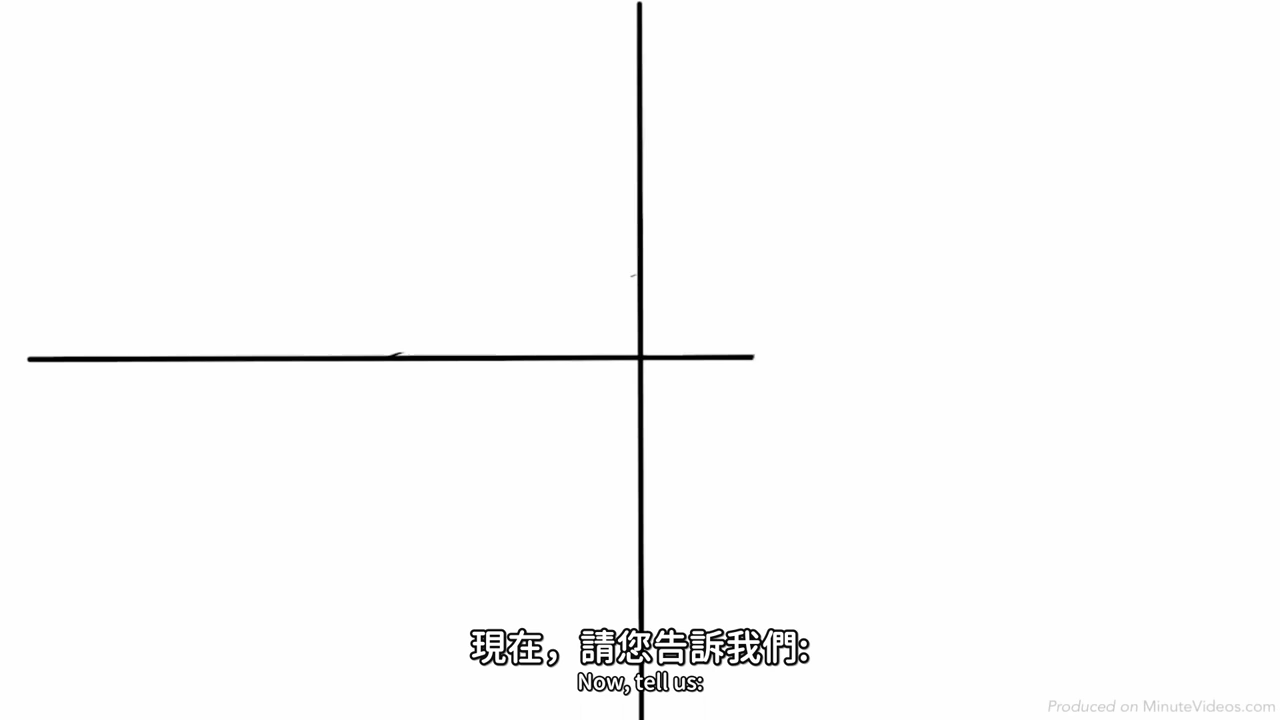 現在，請您告訴我們:
Now, tell us:
Produced on MinuteVideos.com